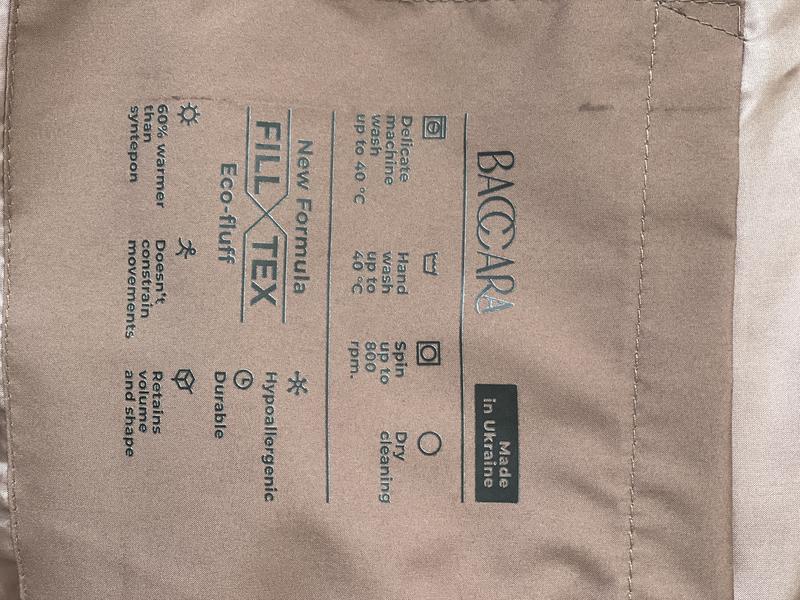 BACCARA
Made
in Ukraine
Delicate
machine
wash
up to 40 °C
Hand
wash
up to
40 °C
Spin
up to
800
rpm.
Dry
cleaning
New Formula
FILL TEX
Eco-fluff
Hypoallergenic
Durable
60% warmer
than
syntepon
Doesn't
constrain
movements
Retains
volume
and shape